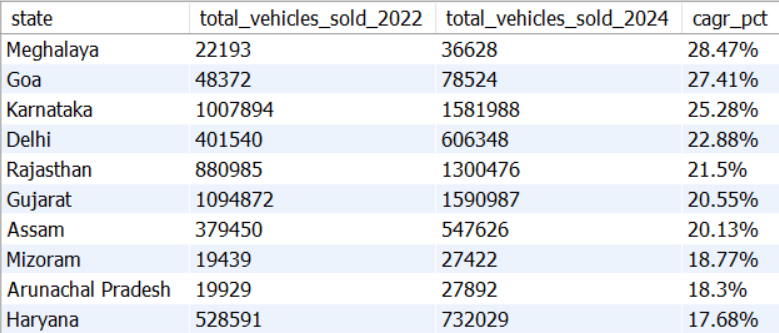 state total_vehicles_sold_2022 total_vehicles_sold_2024 cagr_pct
Meghalaya 22193 36628 28.47%
Goa 48372 78524 27.41%
Karnataka 1007894 1581988 25.28%
Delhi 401540 606348 22.88%
Rajasthan 880985 1300476 21.5%
Gujarat 1094872 1590987 20.55%
Assam 379450 547626 20.13%
Mizoram 19439 27422 18.77%
Arunachal Pradesh 19929 27892 18.3%
Haryana 528591 732029 17.68%